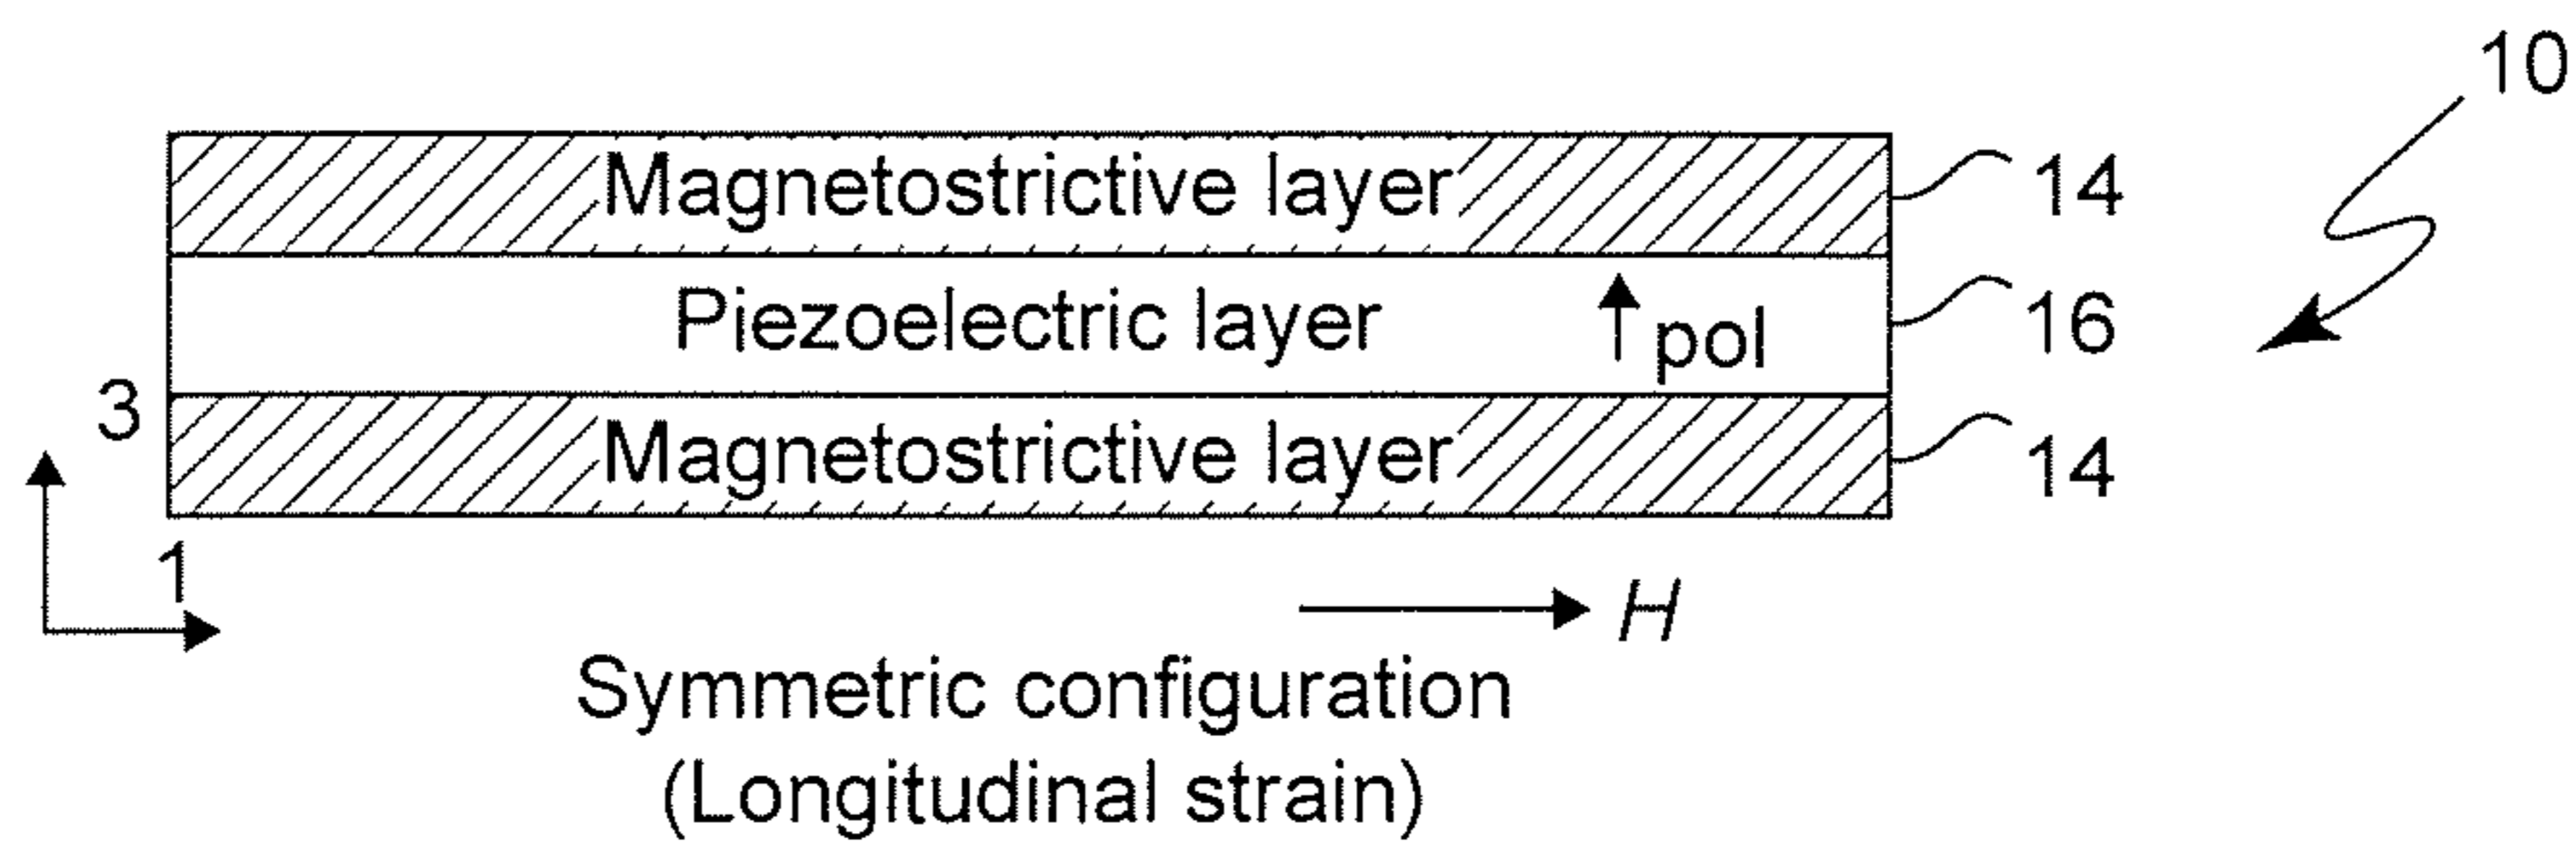 10
Magnetostrictive layer 14
Piezoelectric layer pol 16
3
Magnetostrictive layer 14
1
H
Symmetric configuration
(Longitudinal strain)